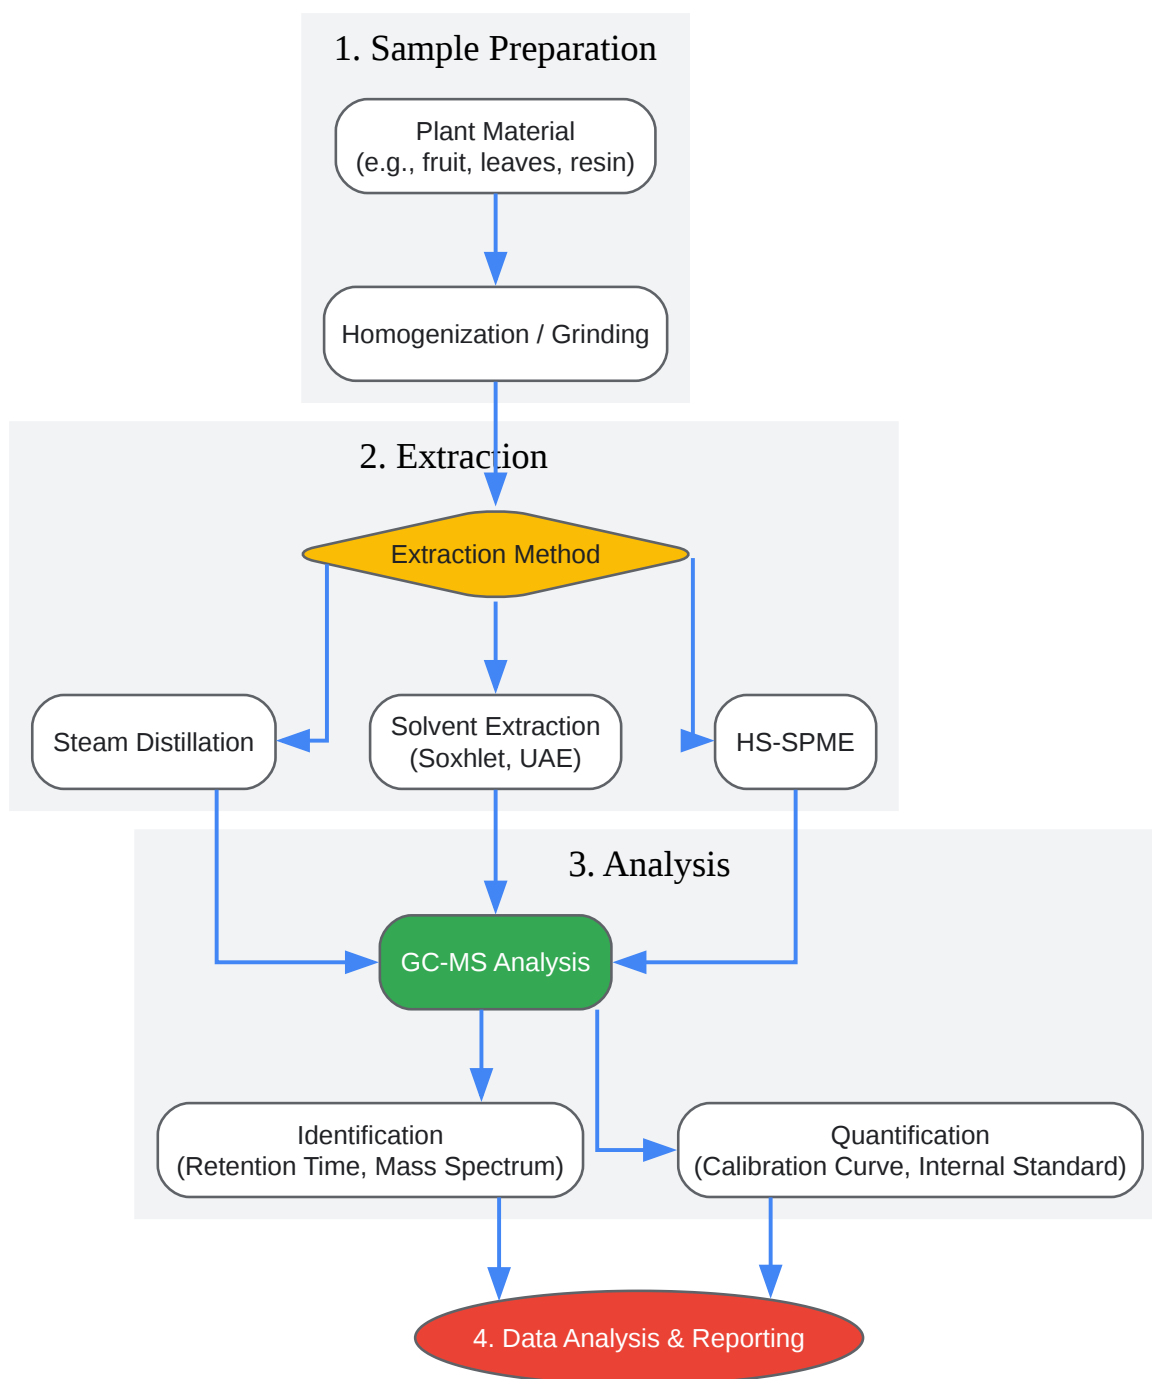 1. Sample Preparation
Plant Material
(e.g., fruit, leaves, resin)
Homogenization / Grinding
2. Extraction
Extraction Method
Steam Distillation
Solvent Extraction
(Soxhlet, UAE)
HS-SPME
3. Analysis
GC-MS Analysis
Identification
(Retention Time, Mass Spectrum)
Quantification
(Calibration Curve, Internal Standard)
4. Data Analysis & Reporting